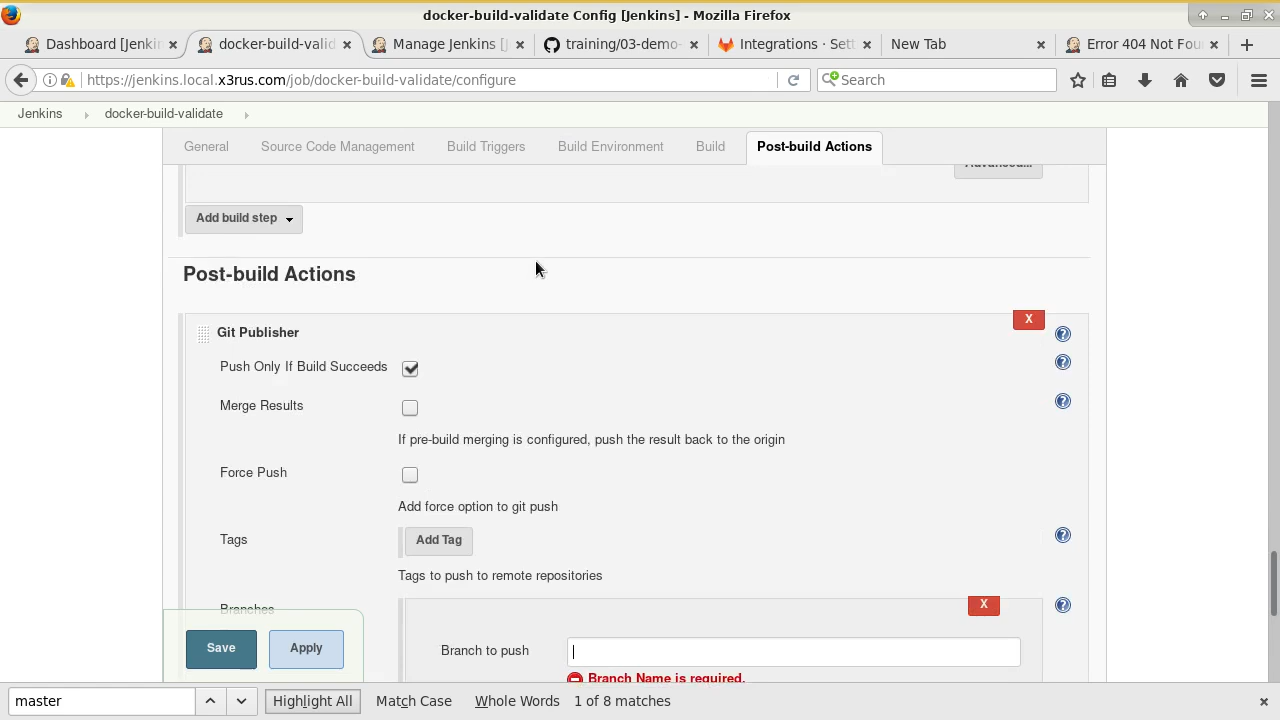 docker-build-validate Config [Jenkins] - Mozilla Firefox
Dashboard [Jenkin
docker-build-valid
Manage Jenkins [J
training/03-demo-
Integrations · Sett
New Tab
Error 404 Not Fou
https://jenkins.local.x3rus.com/job/docker-build-validate/configure
Search
Jenkins
docker-build-validate
General
Source Code Management
Build Triggers
Build Environment
Build
Post-build Actions
Advanced...
Add build step
Post-build Actions
X
Git Publisher
Push Only If Build Succeeds
Merge Results
If pre-build merging is configured, push the result back to the origin
Force Push
Add force option to git push
Tags
Add Tag
Tags to push to remote repositories
Branches
X
Save
Apply
Branch to push
Branch Name is required.
master
Highlight All
Match Case
Whole Words
1 of 8 matches